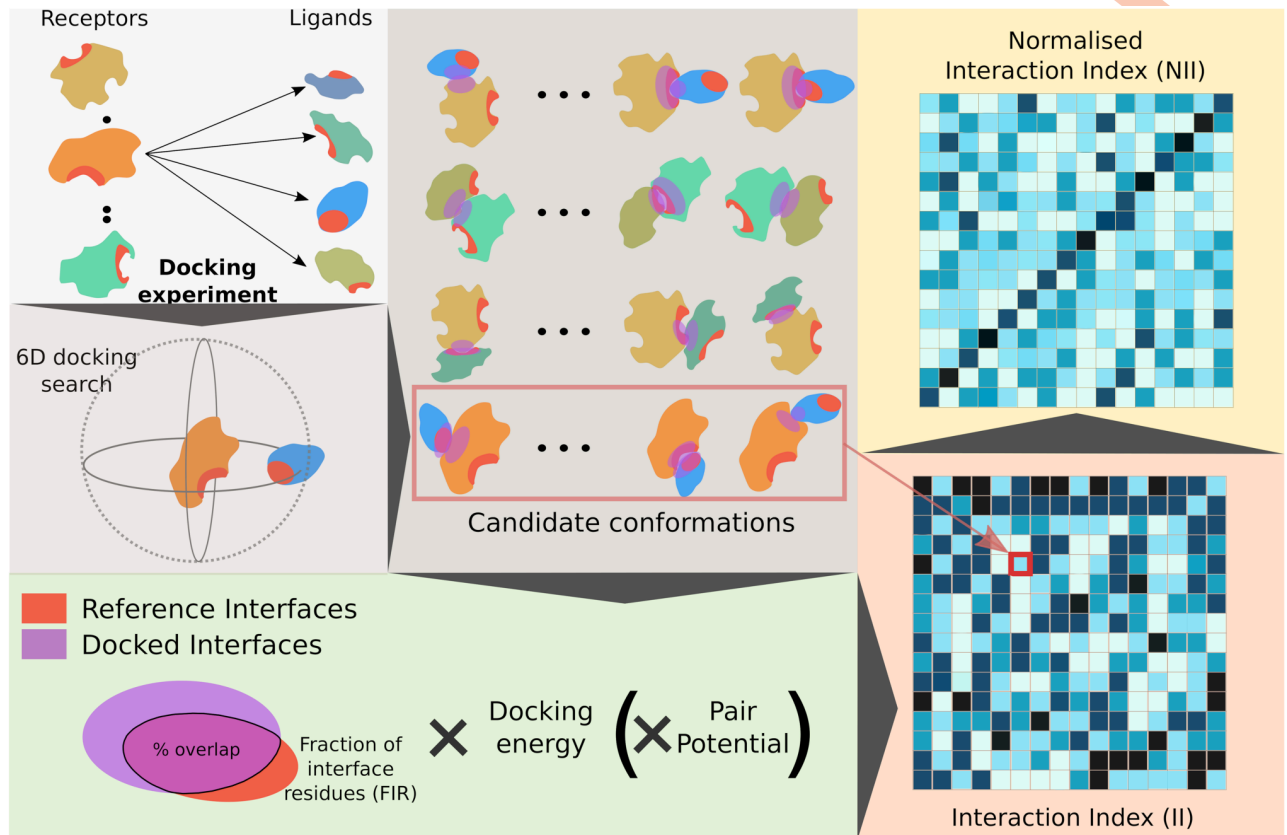 Receptors
Ligands
Docking
experiment
6D docking
search
Candidate conformations
Normalised
Interaction Index (NII)
Reference Interfaces
Docked Interfaces
% overlap
Fraction of
interface
residues (FIR)
×
Docking
energy
(×
Pair
Potential)
Interaction Index (II)